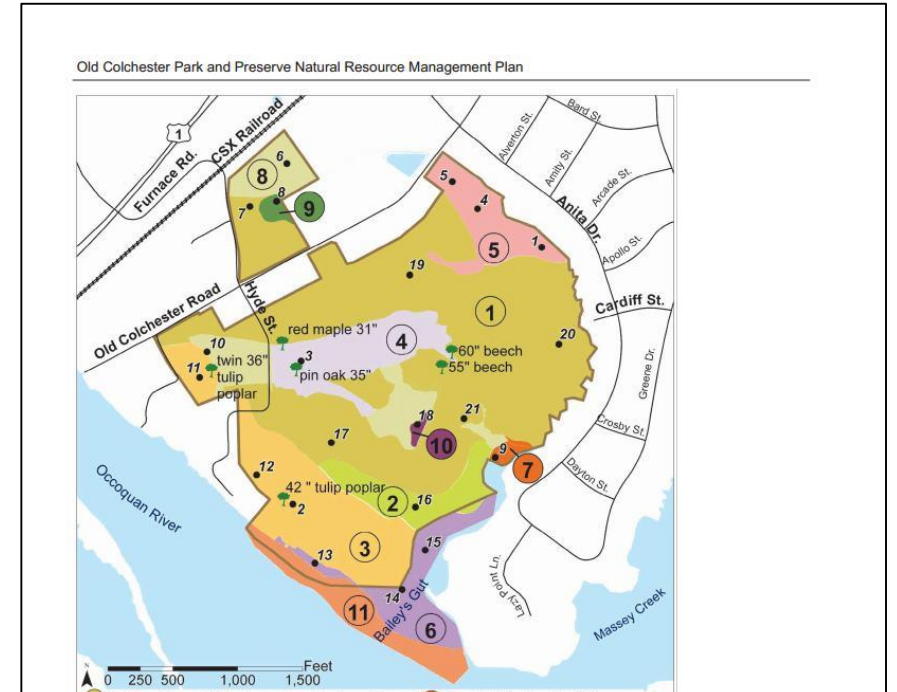 Old Colchester Park and Preserve Natural Resource Management Plan
1
CSX Railroad
Furnace Rd.
Bard St.
Alverton St.
Amity St.
Arcade St.
Anita Dr.
Apollo St.
Cardiff St.
6
8
8
7
9
5
4
1
5
19
Old Colchester Road
Hyde St.
1
20
red maple 31"
4
10
11
twin 36"
tulip
poplar
3
pin oak 35"
60" beech
55" beech
Greene Dr.
Crosby St.
Dayton St.
18
21
10
17
9
7
12
42 " tulip poplar
2
2
16
Occoquan River
3
13
15
14
Bailey's Gut
11
6
Lazy Point Ln.
Massey Creek
N
Feet
0 250 500 1,000 1,500